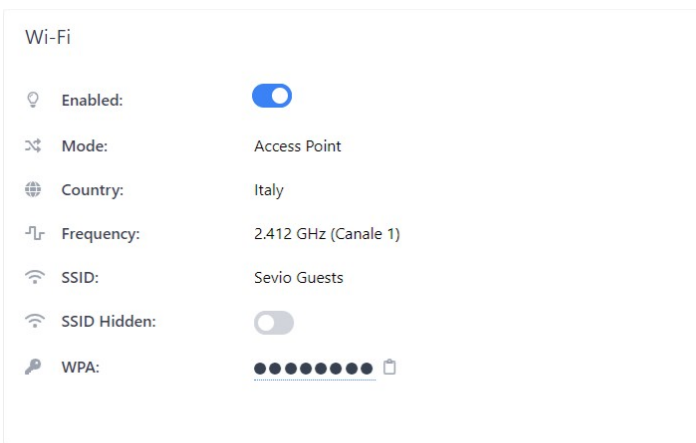 Wi-Fi
Enabled:
Mode: Access Point
Country: Italy
Frequency: 2.412 GHz (Canale 1)
SSID: Sevio Guests
SSID Hidden:
WPA: ●●●●●●●●